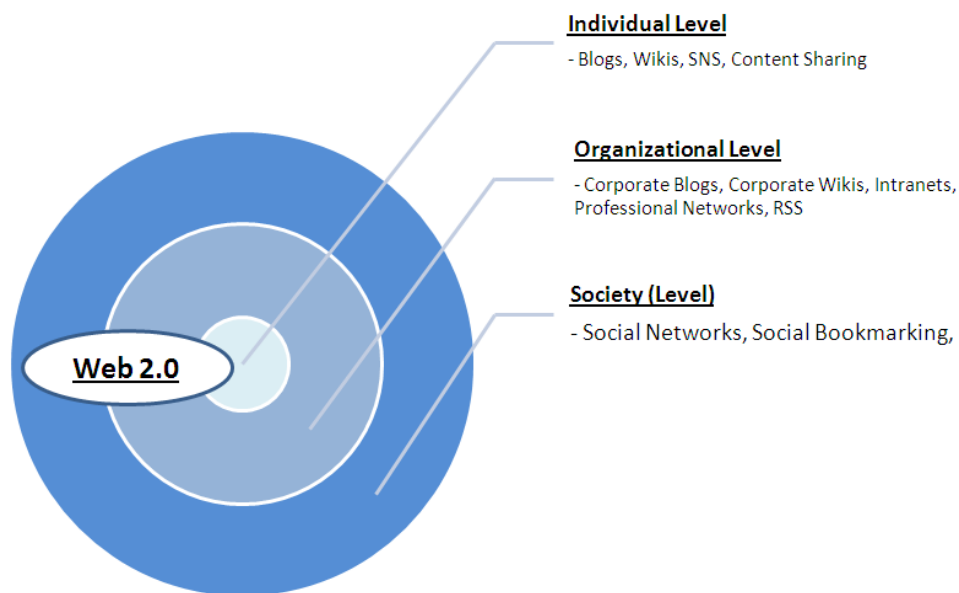 Individual Level
- Blogs, Wikis, SNS, Content Sharing
Organizational Level
- Corporate Blogs, Corporate Wikis, Intranets,
Professional Networks, RSS
Society (Level)
- Social Networks, Social Bookmarking,
Web 2.0